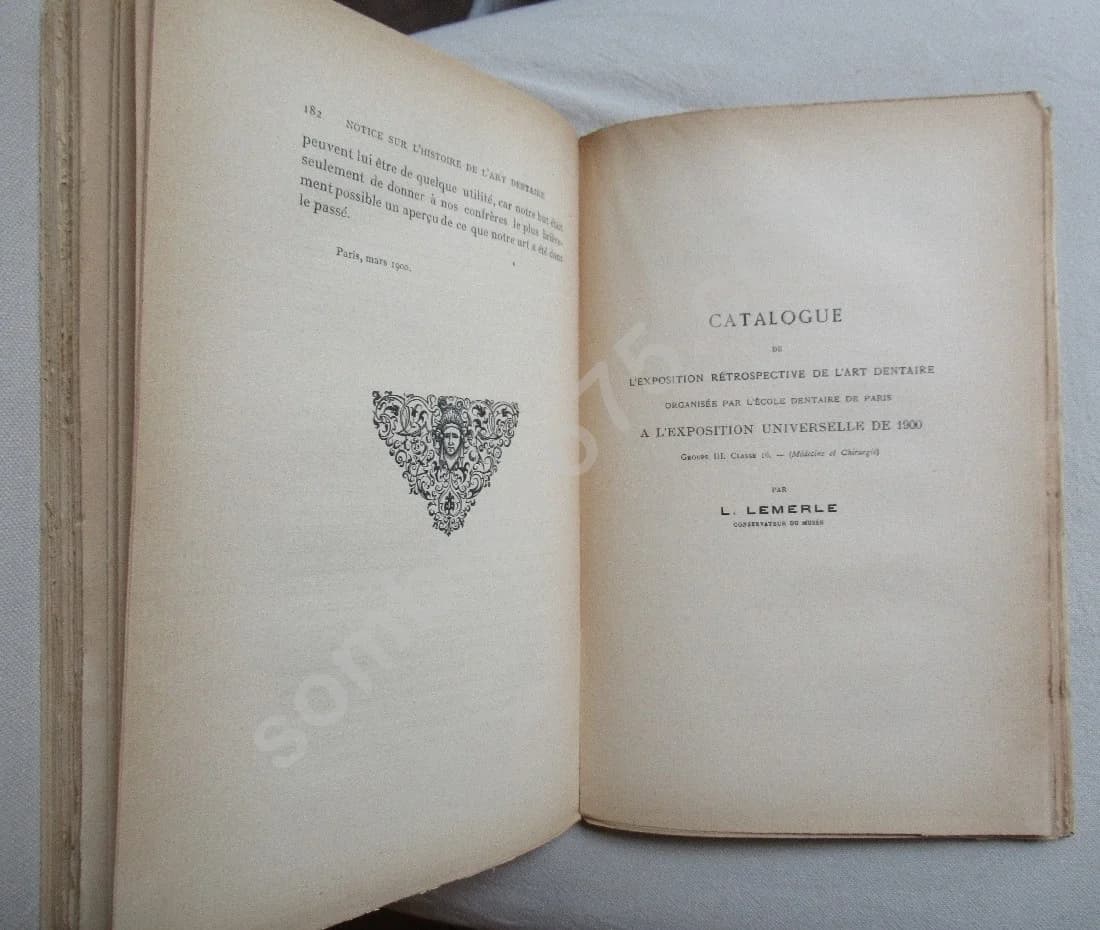 182 NOTICE SUR L'HISTOIRE DE L'ART DENTAIRE
peuvent lui être de quelque utilité, car notre but était
seulement de donner à nos confrères le plus briève-
ment possible un aperçu de ce que notre art a été dans
le passé.
Paris, mars 1900.
CATALOGUE
DE
L'EXPOSITION RÉTROSPECTIVE DE L'ART DENTAIRE
ORGANISÉE PAR L'ÉCOLE DENTAIRE DE PARIS
A L'EXPOSITION UNIVERSELLE DE 1900
GROUPE III. CLASSE 16. — (Médecine et Chirurgie)
PAR
L. LEMERLE
CONSERVATEUR DU MUSÉE